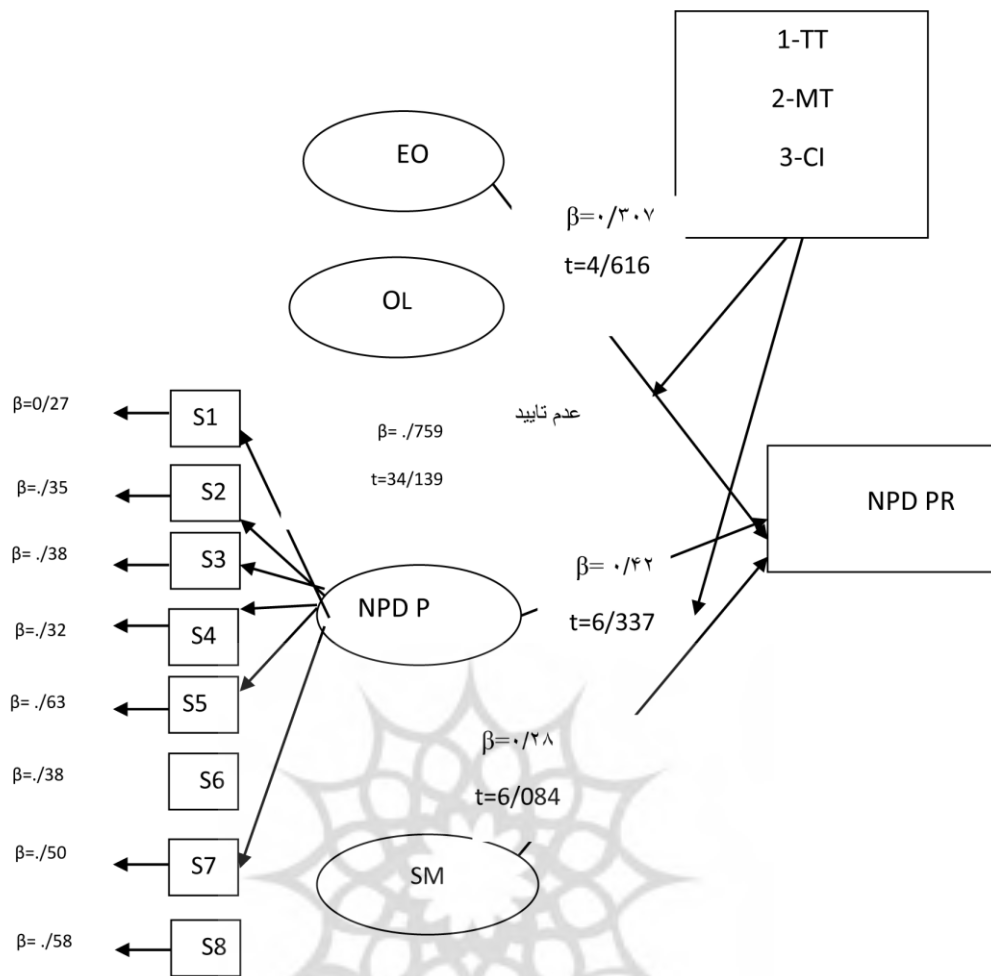 1-TT
2-MT
3-CI
EO
β=۰/۳۰۷
t=4/616
OL
β=0/27
S1
عدم تایید
β= ./759
t=34/139
β=./35
S2
NPD PR
β= ./38
S3
β= ۰/۴۲
NPD P
t=6/337
β=./32
S4
β= ./63
S5
β=۰/۲۸
β=./38
S6
t=6/084
β=./50
S7
SM
β= ./58
S8